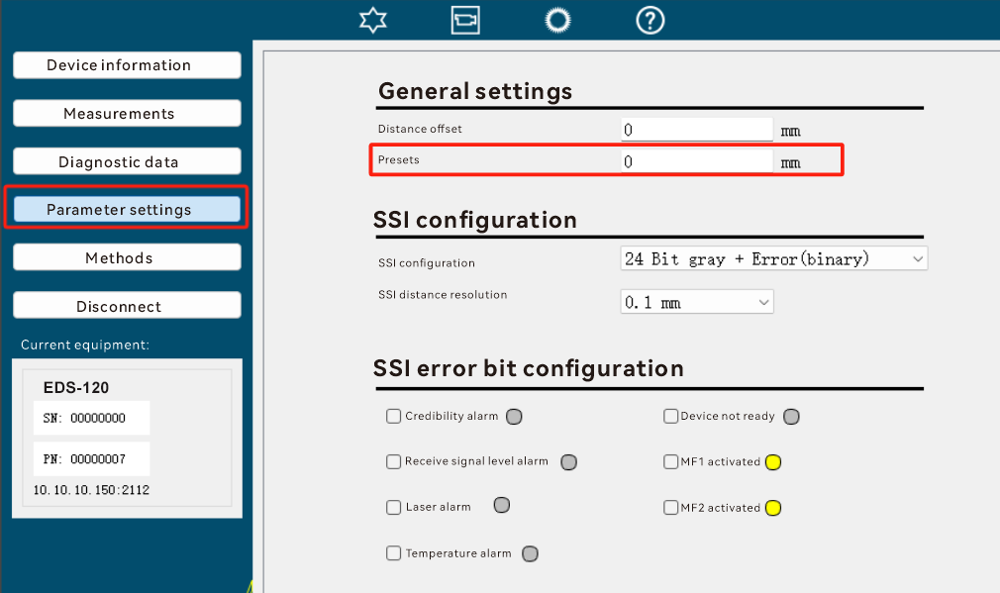 ?
Device information
Measurements
Diagnostic data
Parameter settings
Methods
Disconnect
Current equipment:
EDS-120
SN: 00000000
PN: 00000007
10.10.10.150:2112
General settings
Distance offset 0 mm
Presets 0 mm
SSI configuration
SSI configuration 24 Bit gray + Error(binary)
SSI distance resolution 0.1 mm
SSI error bit configuration
Credibility alarm Device not ready
Receive signal level alarm MF1 activated
Laser alarm MF2 activated
Temperature alarm